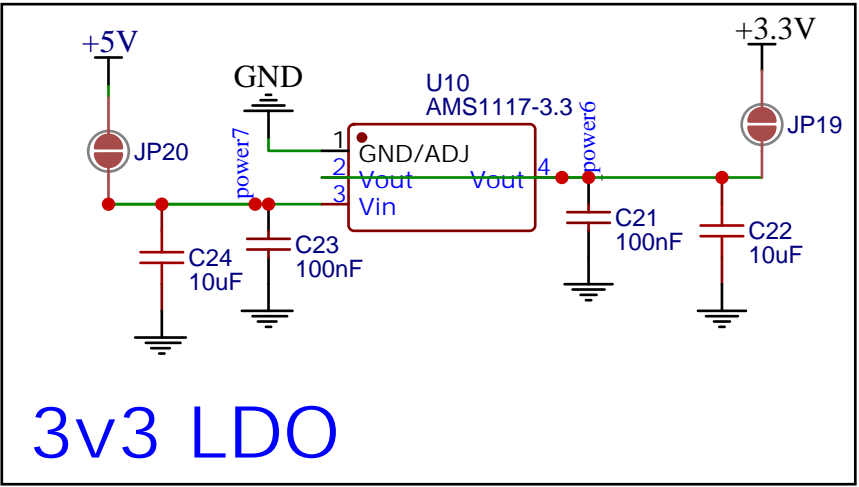 +5V
+3.3V
GND
U10
AMS1117-3.3
JP20
JP19
power7
power6
1
GND/ADJ
2
Vout
Vout
4
3
Vin
C24
10uF
C23
100nF
C21
100nF
C22
10uF
3v3 LDO